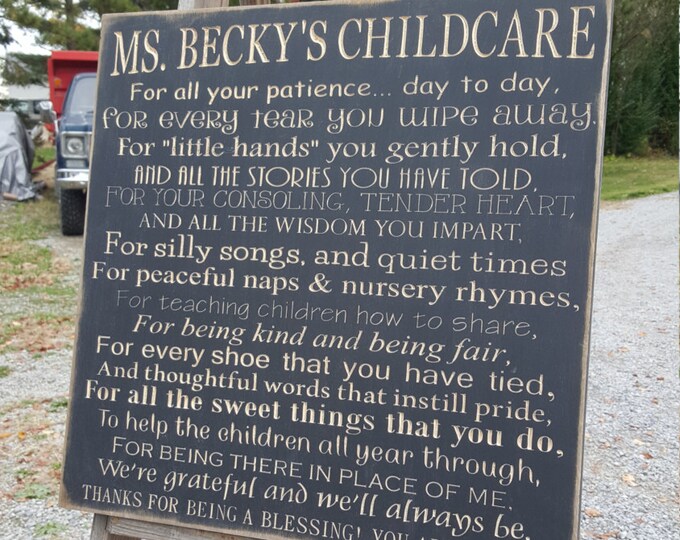 MS. BECKY'S CHILDCARE
For all your patience... day to day,
for every tear you wipe away.
For "little hands" you gently hold,
AND ALL THE STORIES YOU HAVE TOLD,
FOR YOUR CONSOLING, TENDER HEART,
AND ALL THE WISDOM YOU IMPART,
For silly songs, and quiet times
For peaceful naps & nursery rhymes,
For teaching children how to share,
For being kind and being fair,
For every shoe that you have tied,
And thoughtful words that instill pride,
For all the sweet things that you do,
To help the children all year through,
FOR BEING THERE IN PLACE OF ME.
We're grateful and we'll always be,
THANKS FOR BEING A BLESSING! YOU